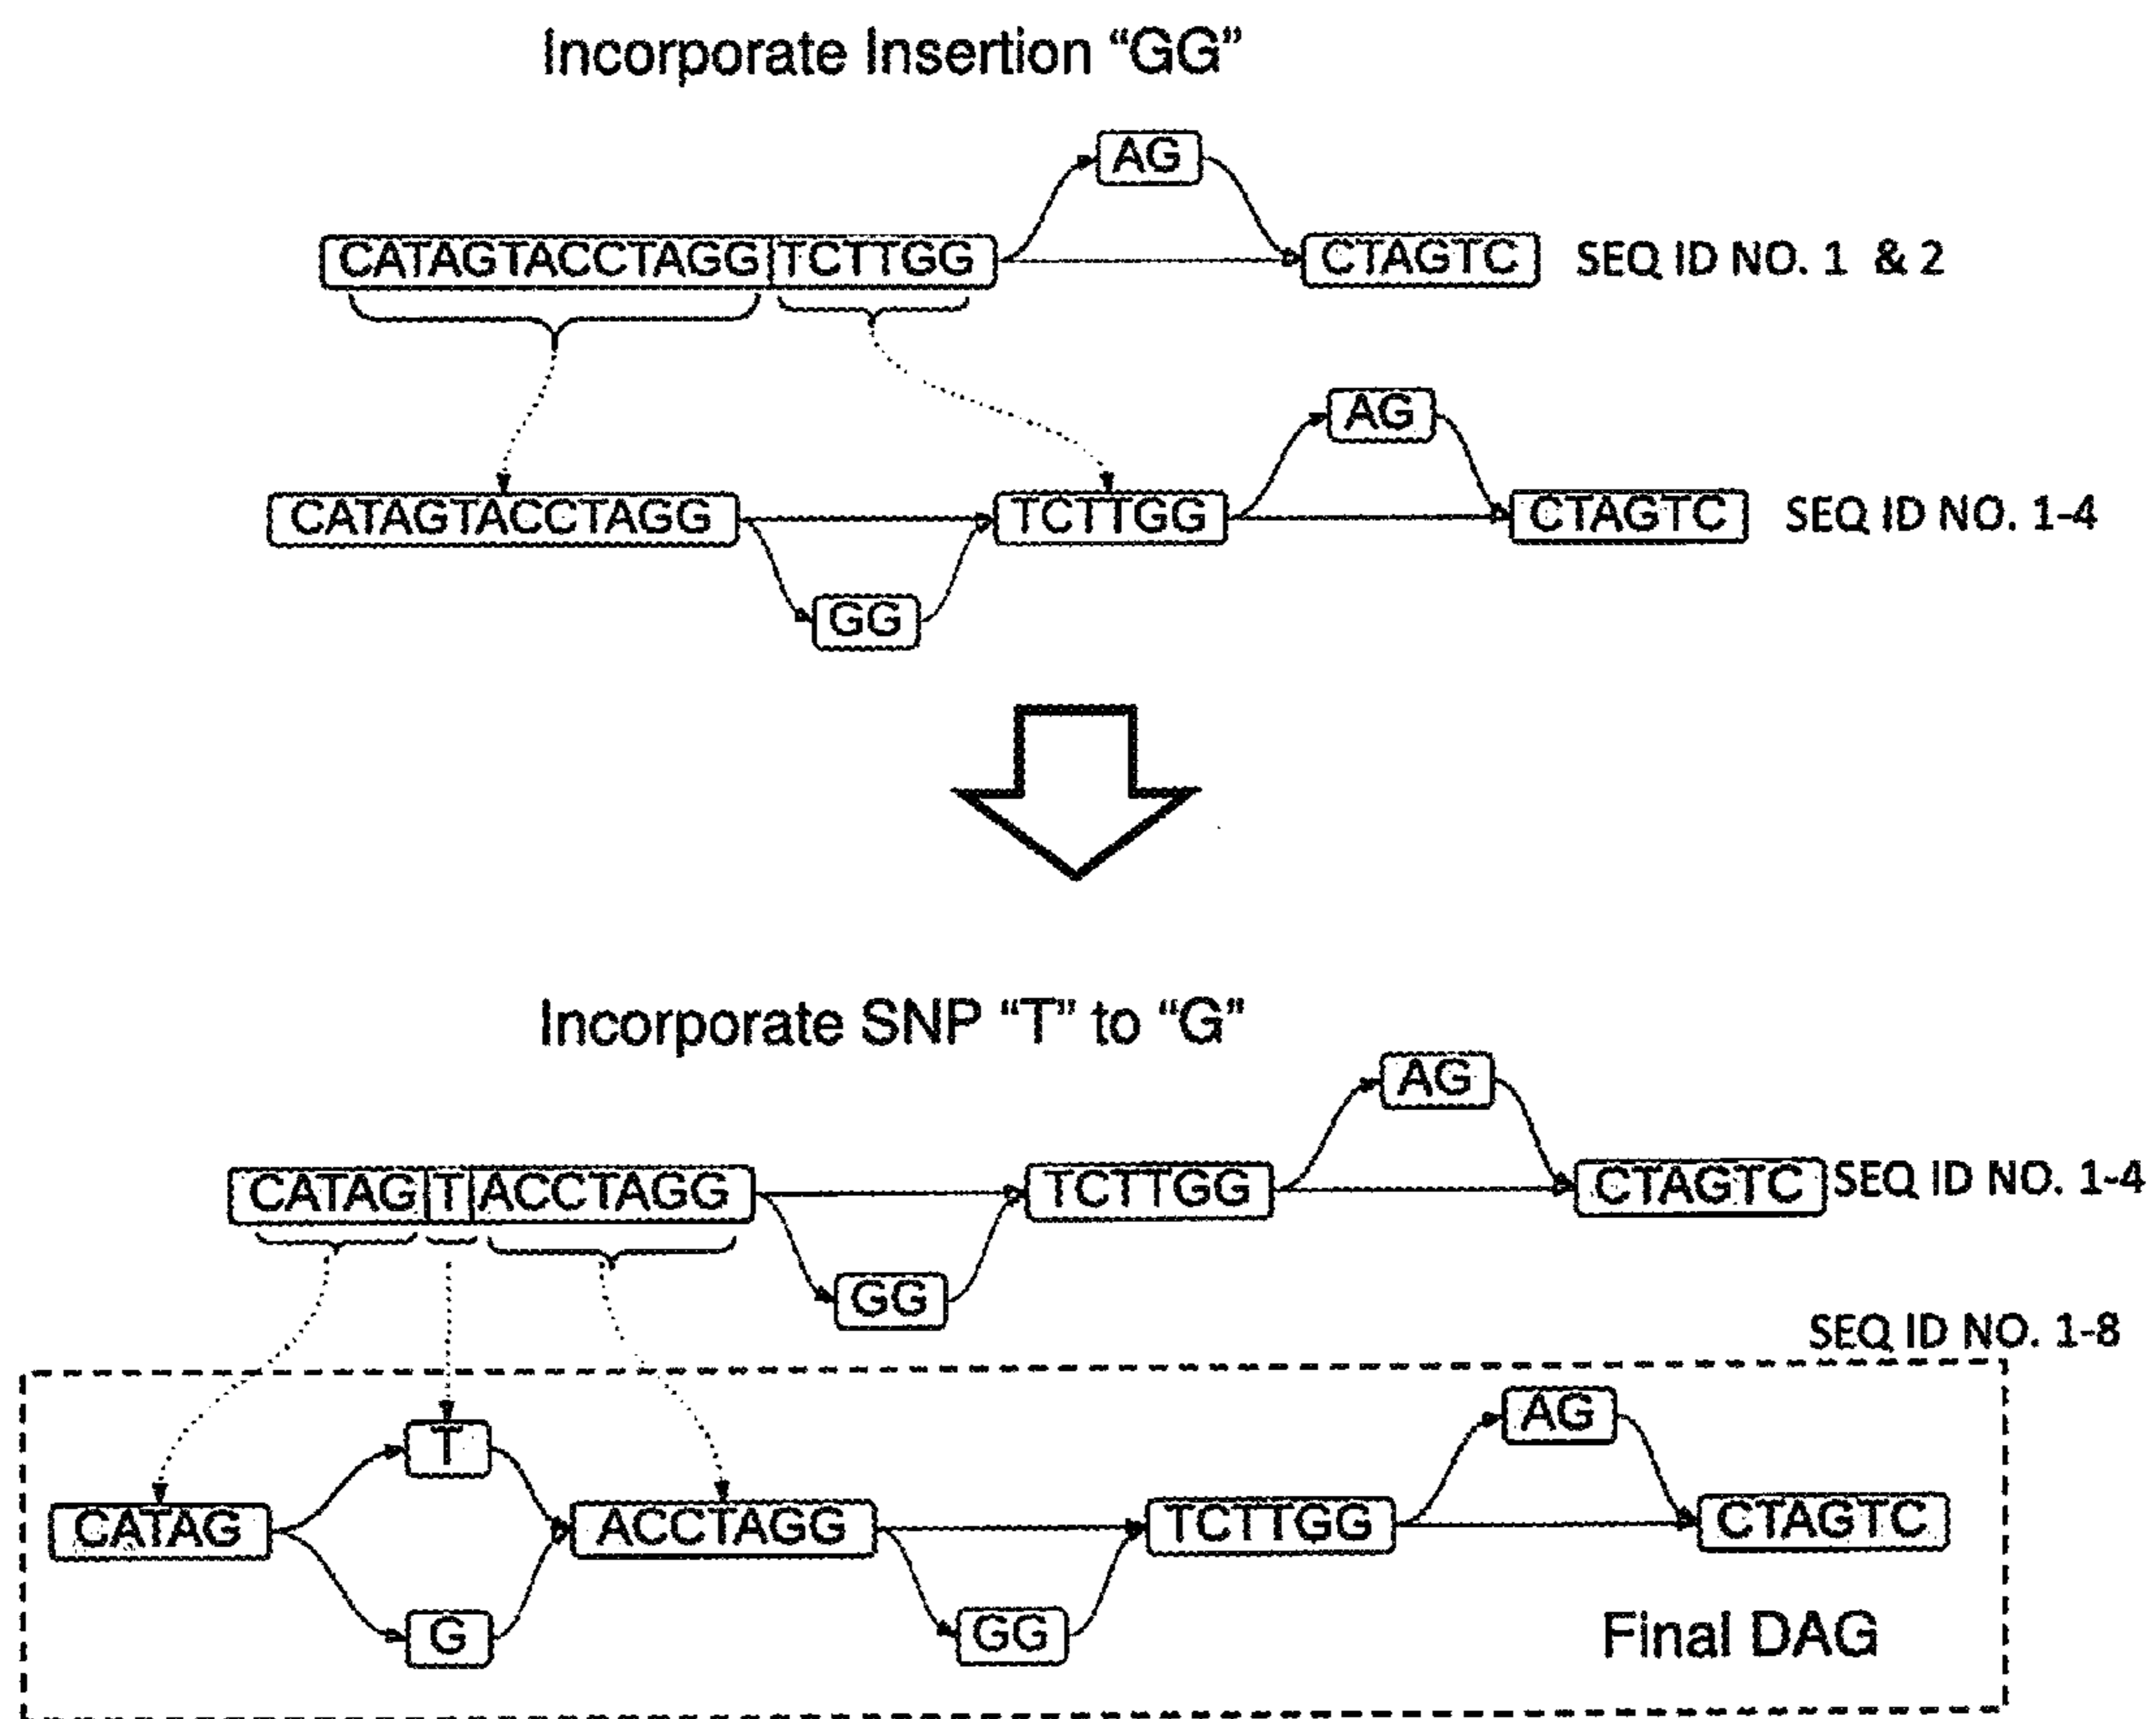 Incorporate Insertion “GG”
AG
CATAGTACCTAGG TCTTGG CTAGTC SEQ ID NO. 1 & 2
AG
CATAGTACCTAGG TCTTGG CTAGTC SEQ ID NO. 1-4
GG
Incorporate SNP “T” to “G”
AG
CATAG T ACCTAGG TCTTGG CTAGTC SEQ ID NO. 1-4
GG
SEQ ID NO. 1-8
AG
T
CATAG ACCTAGG TCTTGG CTAGTC
G GG Final DAG